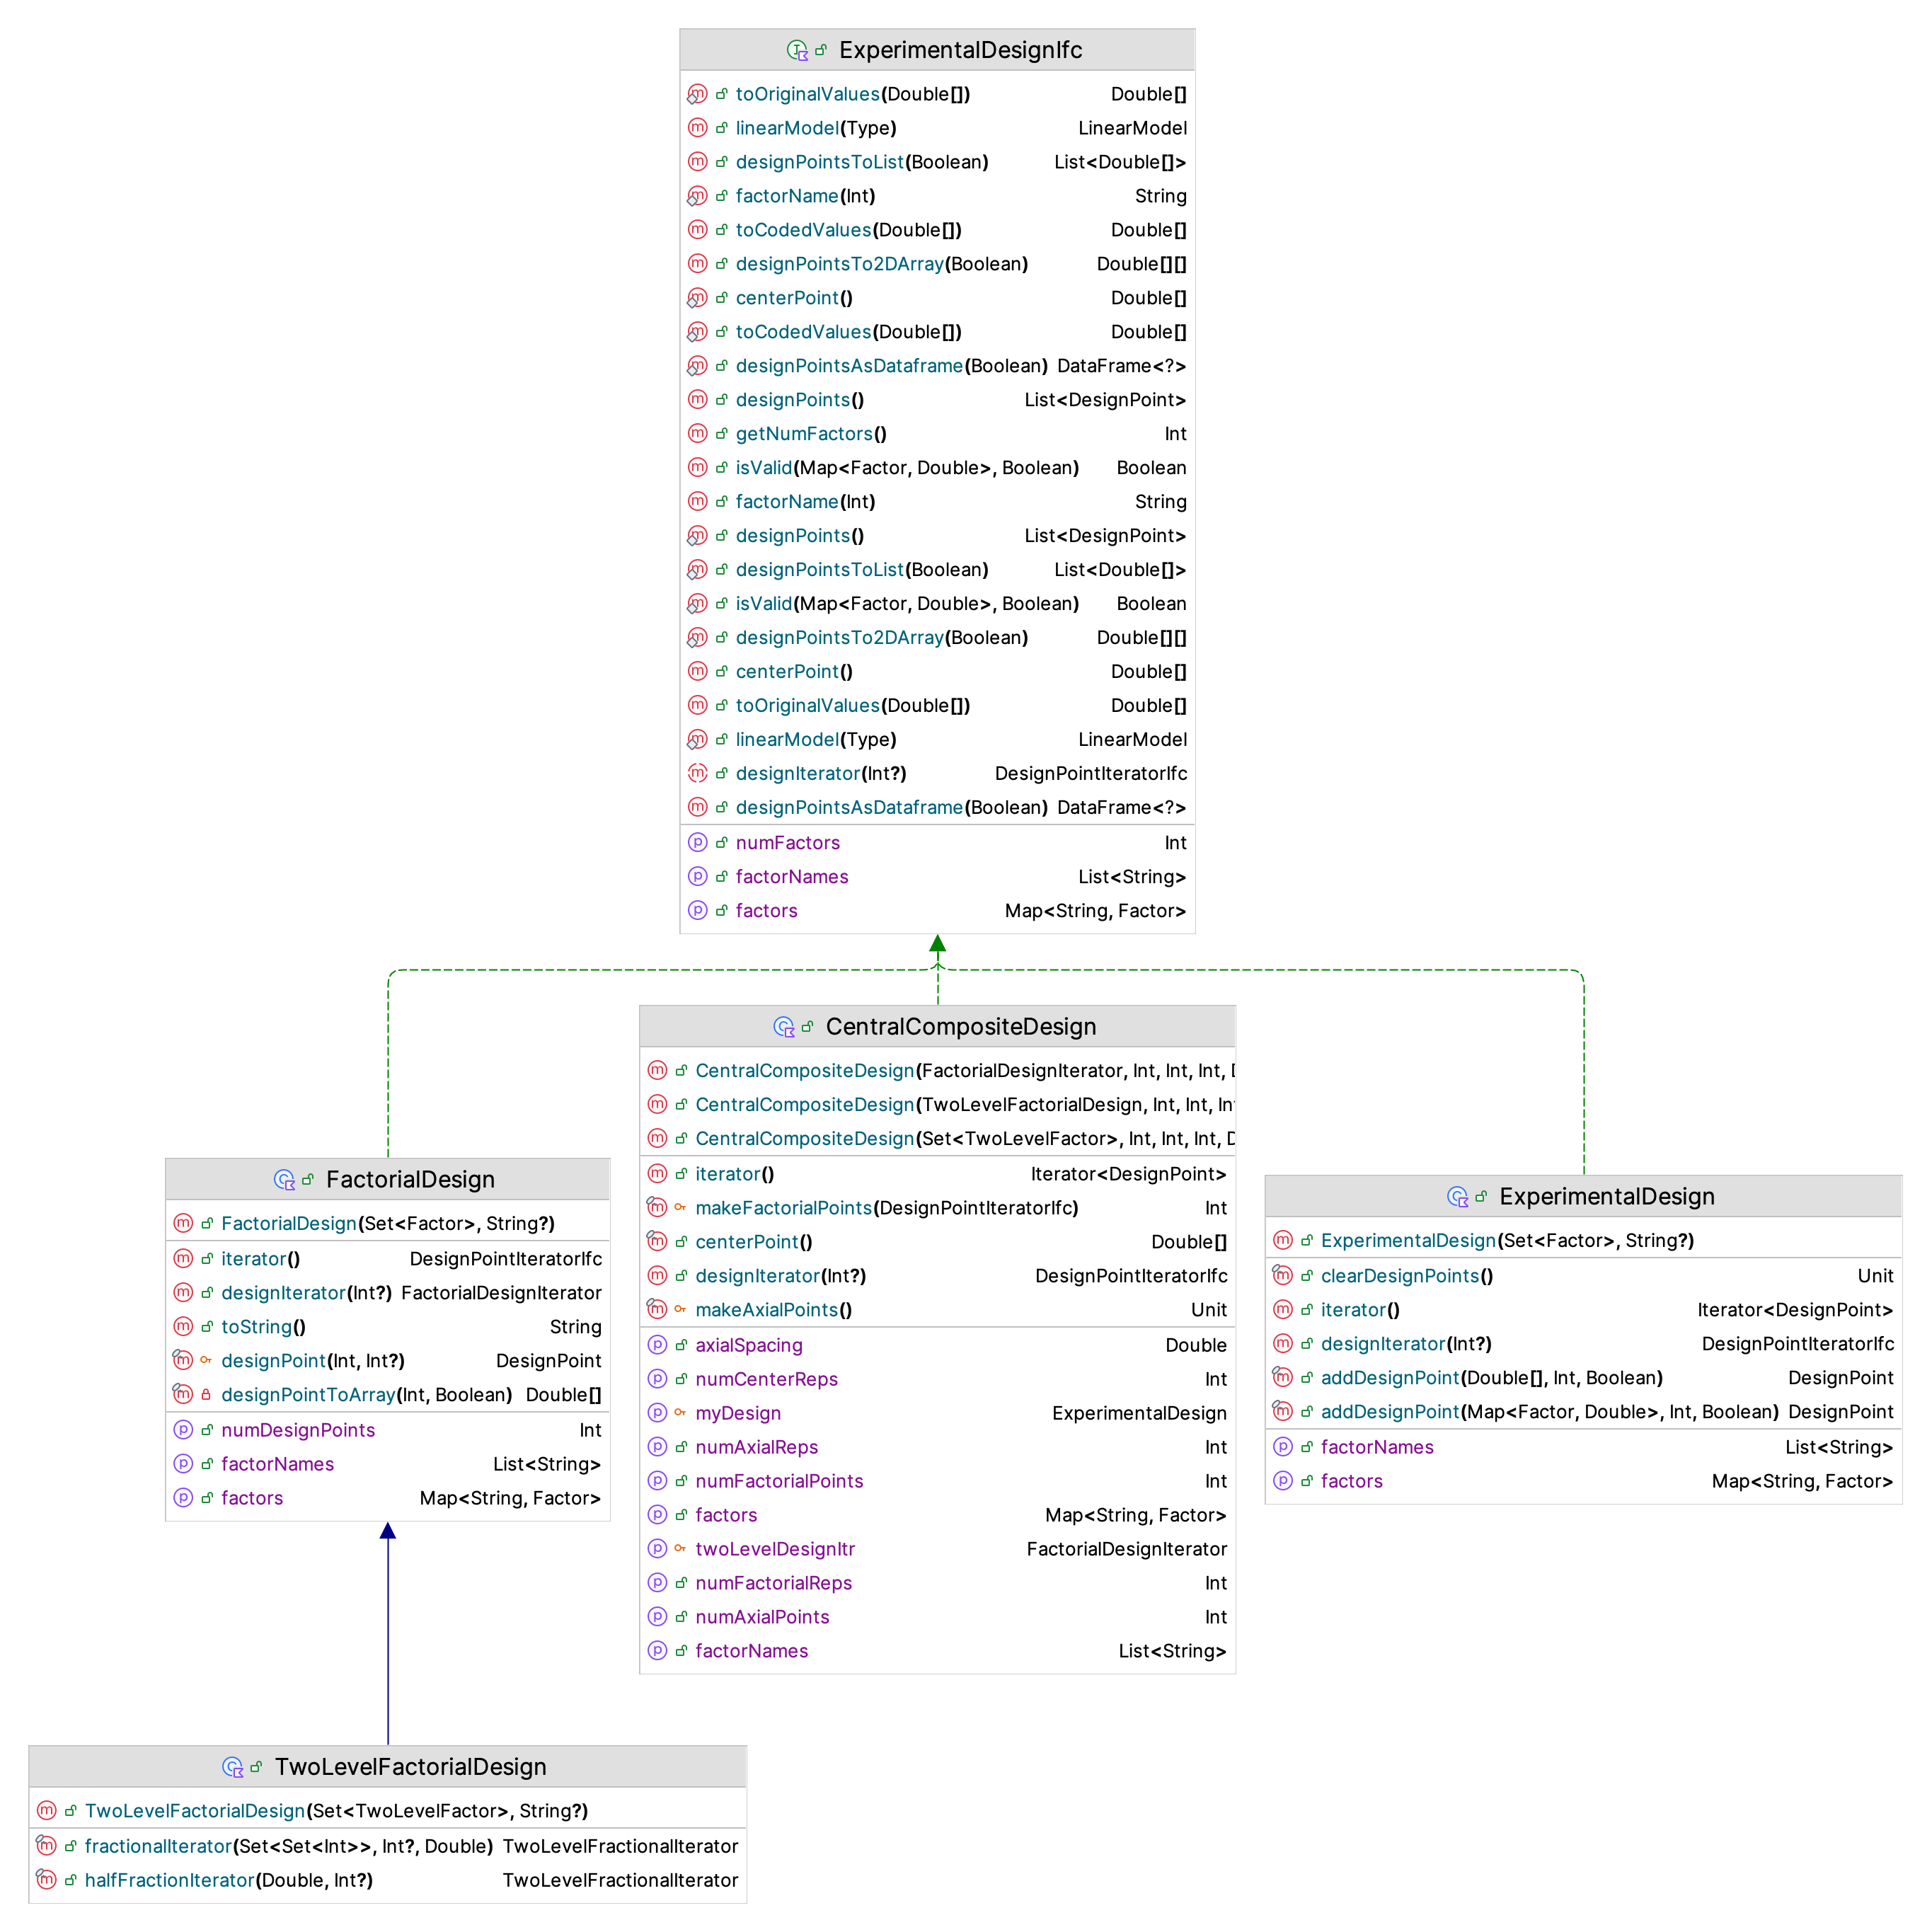 ExperimentalDesignIfc
toOriginalValues(Double[]) Double[]
linearModel(Type) LinearModel
designPointsToList(Boolean) List<Double[]>
factorName(Int) String
toCodedValues(Double[]) Double[]
designPointsTo2DArray(Boolean) Double[][]
centerPoint() Double[]
toCodedValues(Double[]) Double[]
designPointsAsDataframe(Boolean) DataFrame<?>
designPoints() List<DesignPoint>
getNumFactors() Int
isValid(Map<Factor, Double>, Boolean) Boolean
factorName(Int) String
designPoints() List<DesignPoint>
designPointsToList(Boolean) List<Double[]>
isValid(Map<Factor, Double>, Boolean) Boolean
designPointsTo2DArray(Boolean) Double[][]
centerPoint() Double[]
toOriginalValues(Double[]) Double[]
linearModel(Type) LinearModel
designIterator(Int?) DesignPointIteratorIfc
designPointsAsDataframe(Boolean) DataFrame<?>
numFactors Int
factorNames List<String>
factors Map<String, Factor>
FactorialDesign
FactorialDesign(Set<Factor>, String?)
iterator() DesignPointIteratorIfc
designIterator(Int?) FactorialDesignIterator
toString() String
designPoint(Int, Int?) DesignPoint
designPointToArray(Int, Boolean) Double[]
numDesignPoints Int
factorNames List<String>
factors Map<String, Factor>
CentralCompositeDesign
CentralCompositeDesign(FactorialDesignIterator, Int, Int, Int,
CentralCompositeDesign(TwoLevelFactorialDesign, Int, Int,
CentralCompositeDesign(Set<TwoLevelFactor>, Int, Int, Int,
iterator() Iterator<DesignPoint>
makeFactorialPoints(DesignPointIteratorIfc) Int
centerPoint() Double[]
designIterator(Int?) DesignPointIteratorIfc
makeAxialPoints() Unit
axialSpacing Double
numCenterReps Int
myDesign ExperimentalDesign
numAxialReps Int
numFactorialPoints Int
factors Map<String, Factor>
twoLevelDesignItr FactorialDesignIterator
numFactorialReps Int
numAxialPoints Int
factorNames List<String>
ExperimentalDesign
ExperimentalDesign(Set<Factor>, String?)
clearDesignPoints() Unit
iterator() Iterator<DesignPoint>
designIterator(Int?) DesignPointIteratorIfc
addDesignPoint(Double[], Int, Boolean) DesignPoint
addDesignPoint(Map<Factor, Double>, Int, Boolean) DesignPoint
factorNames List<String>
factors Map<String, Factor>
TwoLevelFactorialDesign
TwoLevelFactorialDesign(Set<TwoLevelFactor>, String?)
fractionalIterator(Set<Set<Int>>, Int?, Double) TwoLevelFractionalIterator
halfFractionIterator(Double, Int?) TwoLevelFractionalIterator